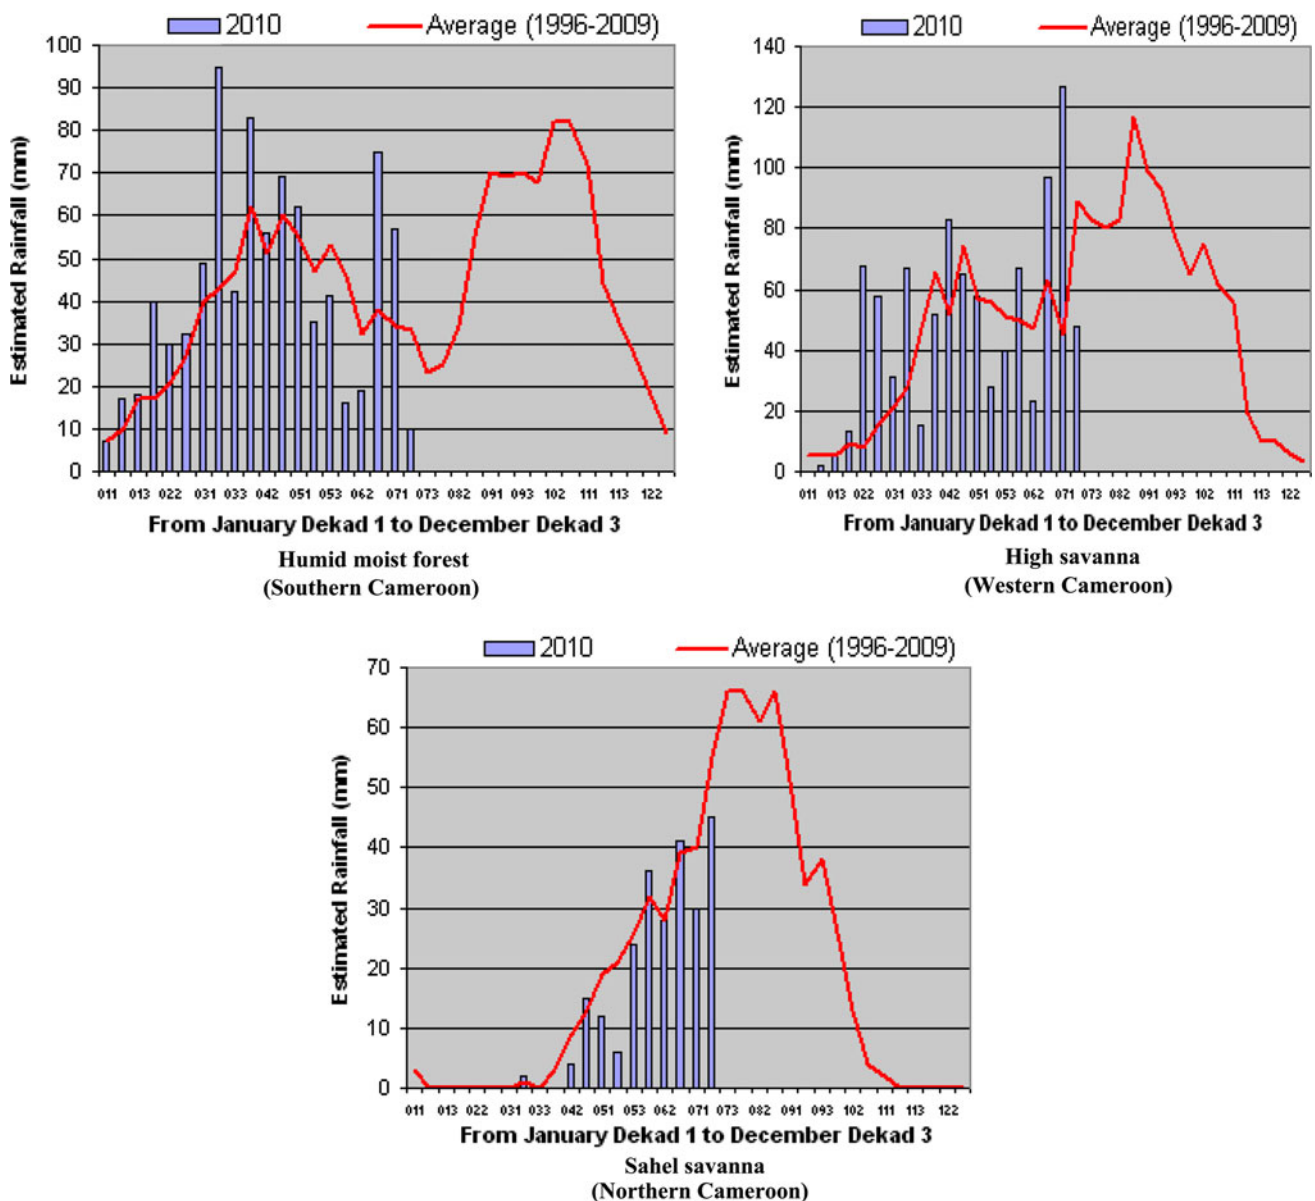 2010 Average (1996-2009)
100
90
80
70
60
50
40
30
20
10
0
Estimated Rainfall (mm)
011 013 022 031 033 042 051 053 062 071 073 082 091 093 102 111 113 122
From January Dekad 1 to December Dekad 3
Humid moist forest
(Southern Cameroon)
2010 Average (1996-2009)
140
120
100
80
60
40
20
0
Estimated Rainfall (mm)
011 013 022 031 033 042 051 053 062 071 073 082 091 093 102 111 113 122
From January Dekad 1 to December Dekad 3
High savanna
(Western Cameroon)
2010 Average (1996-2009)
70
60
50
40
30
20
10
0
Estimated Rainfall (mm)
011 013 022 031 033 042 051 053 062 071 073 082 091 093 102 111 113 122
From January Dekad 1 to December Dekad 3
Sahel savanna
(Northern Cameroon)